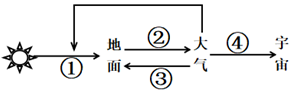 ② 大 ④ 宇
① 地 ③ 气 宙
面